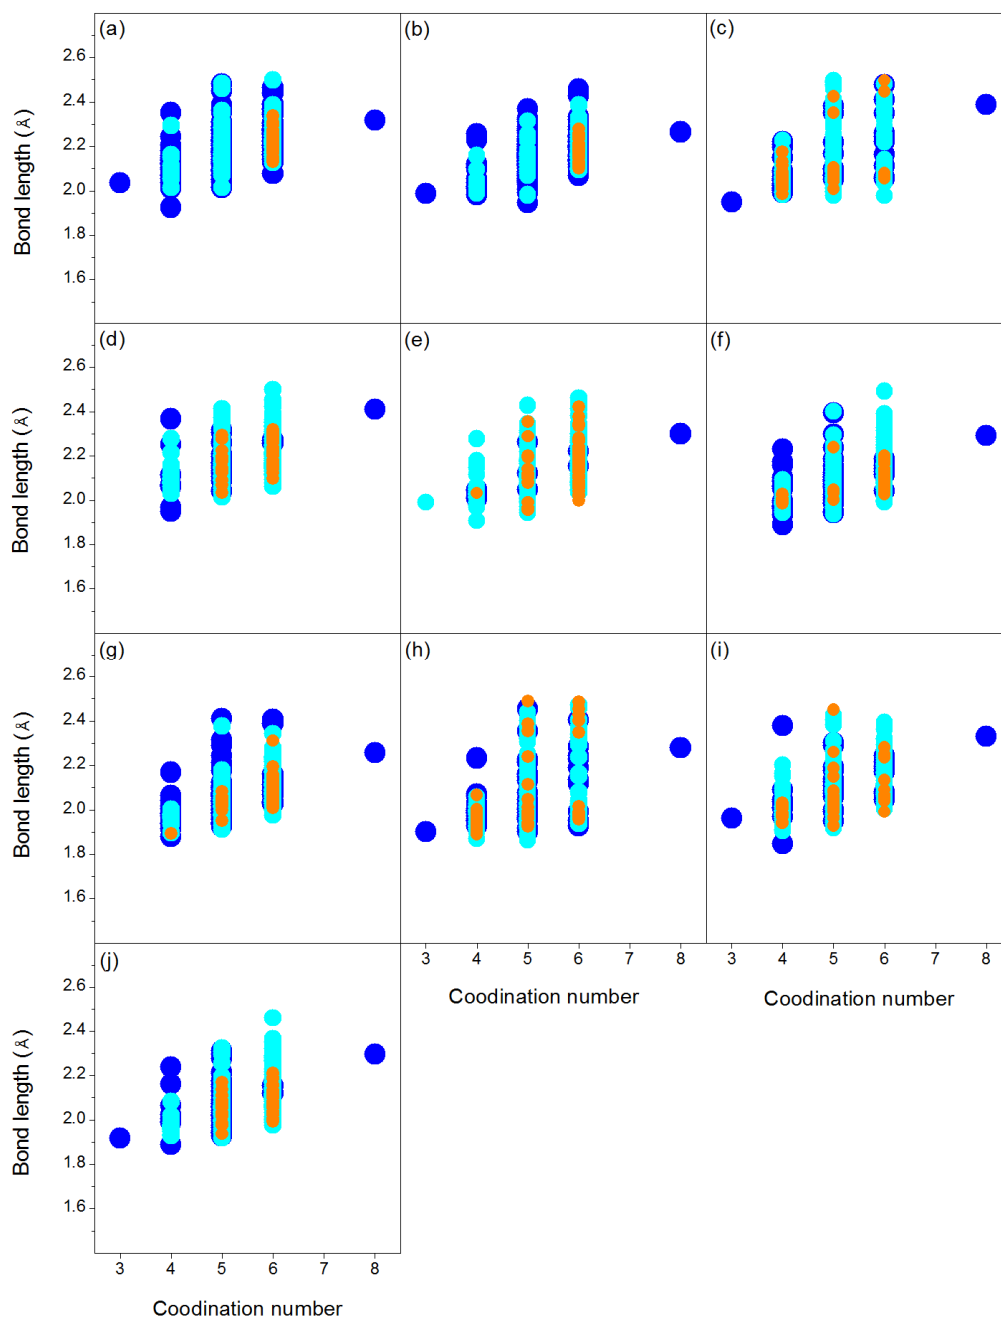 (a) (b) (c)
2.6
2.4
2.2
2.0
1.8
1.6
Bond length (Å)
(d) (e) (f)
2.6
2.4
2.2
2.0
1.8
1.6
Bond length (Å)
(g) (h) (i)
2.6
2.4
2.2
2.0
1.8
1.6
Bond length (Å)
3 4 5 6 7 8 3 4 5 6 7 8
Coodination number Coodination number
(j)
2.6
2.4
2.2
2.0
1.8
1.6
Bond length (Å)
3 4 5 6 7 8
Coodination number